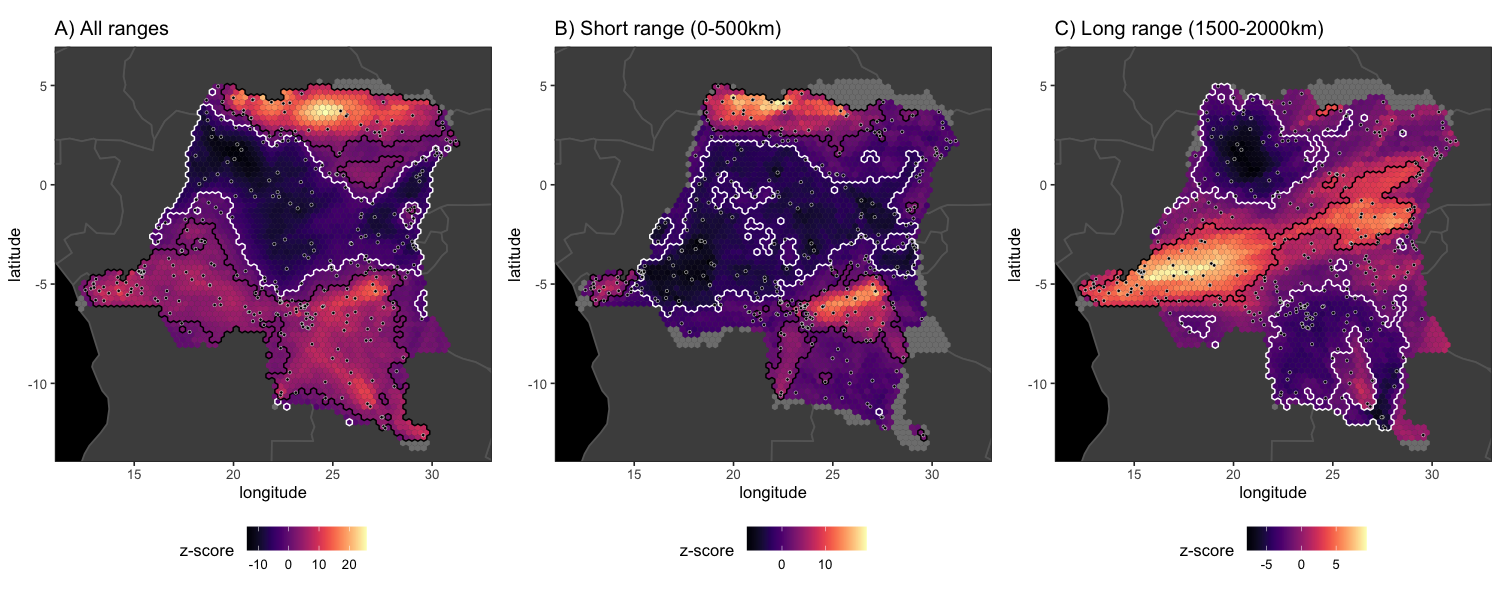 A) All ranges
B) Short range (0-500km)
C) Long range (1500-2000km)
5
0
-5
-10
latitude
15 20 25 30
longitude
z-score
-10 0 10 20
5
0
-5
-10
latitude
15 20 25 30
longitude
z-score
0 10
5
0
-5
-10
latitude
15 20 25 30
longitude
z-score
-5 0 5